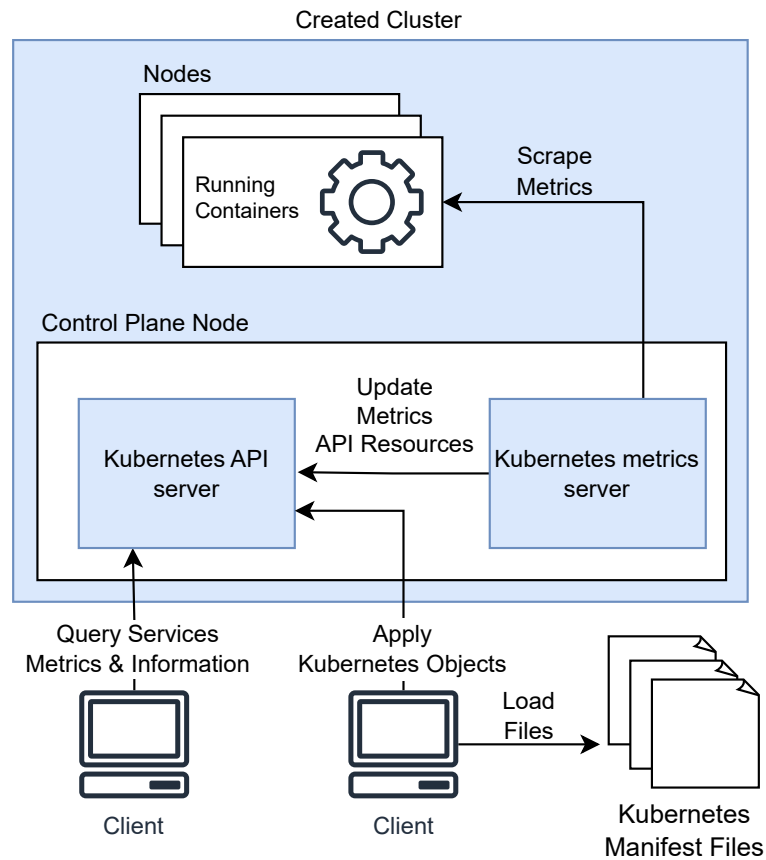 Created Cluster
Nodes
Running
Containers
Scrape
Metrics
Control Plane Node
Update
Metrics
API Resources
Kubernetes API
server
Kubernetes metrics
server
Query Services
Metrics & Information
Apply
Kubernetes Objects
Load
Files
Client
Client
Kubernetes
Manifest Files